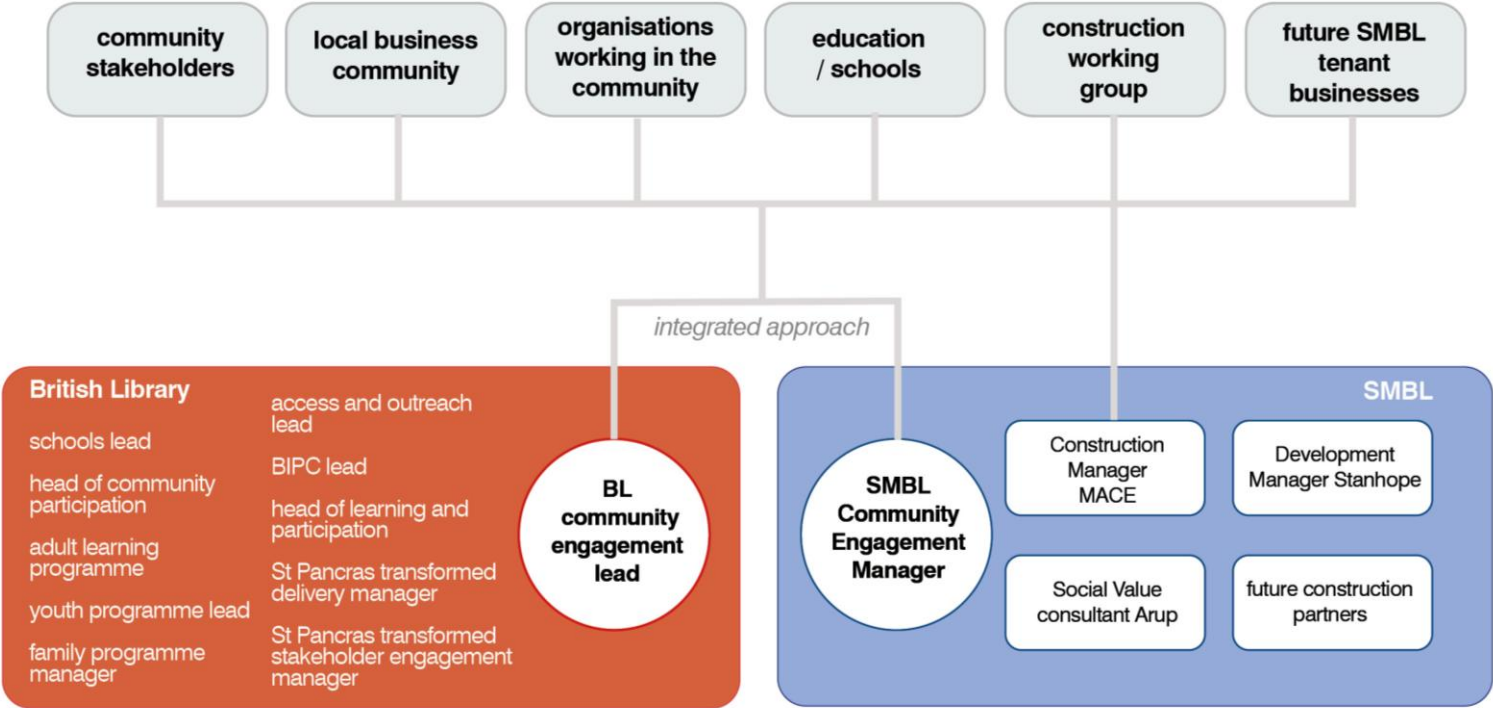 community
stakeholders
local business
community
organisations
working in the
community
education
/ schools
construction
working
group
future SMBL
tenant
businesses
integrated approach
British Library
schools lead
head of community
participation
adult learning
programme
youth programme lead
family programme
manager
access and outreach
lead
BIPC lead
head of learning and
participation
St Pancras transformed
delivery manager
St Pancras transformed
stakeholder engagement
manager
BL
community
engagement
lead
SMBL
SMBL
Community
Engagement
Manager
Construction
Manager
MACE
Development
Manager Stanhope
Social Value
consultant Arup
future construction
partners